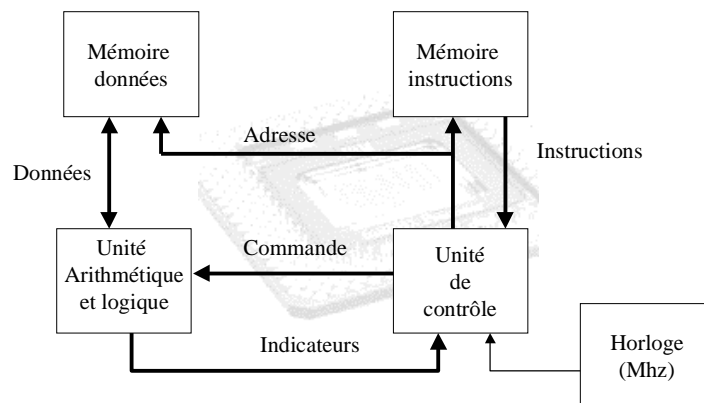 Mémoire
données
Mémoire
instructions
Adresse
Instructions
Données
Unité
Arithmétique
et logique
Commande
Unité
de
contrôle
Indicateurs
Horloge
(Mhz)